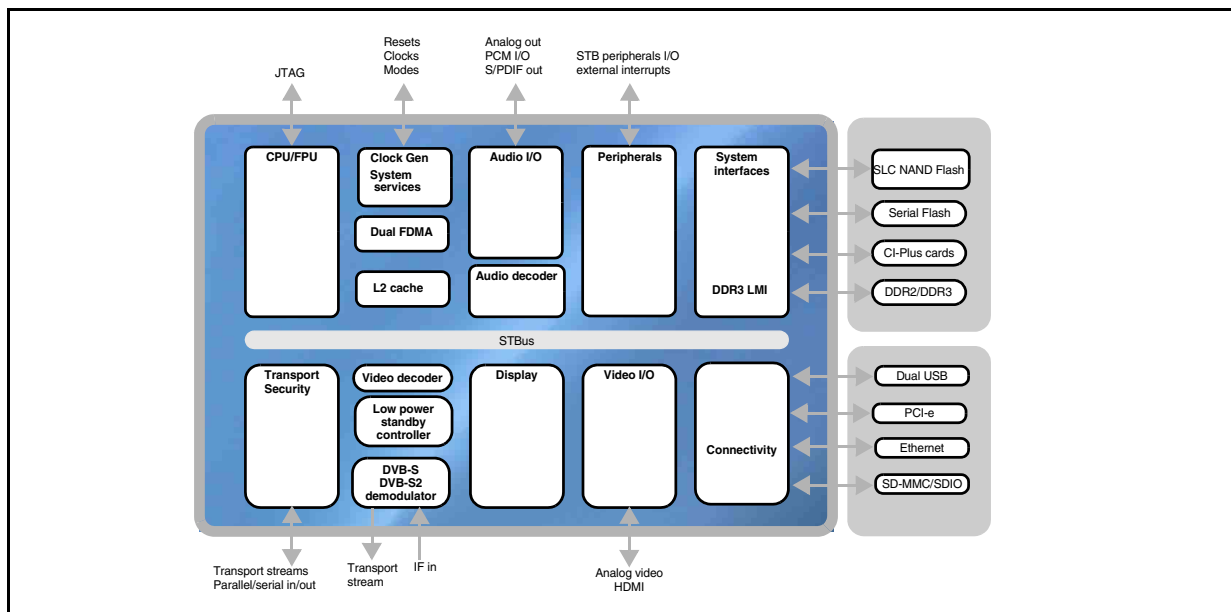 Resets
Clocks
Modes
Analog out
PCM I/O
S/PDIF out
STB peripherals I/O
external interrupts
JTAG
CPU/FPU
Clock Gen
System
services
Dual FDMA
L2 cache
Audio I/O
Audio decoder
Peripherals
System
interfaces
DDR3 LMI
SLC NAND Flash
Serial Flash
CI-Plus cards
DDR2/DDR3
STBus
Transport
Security
Video decoder
Low power
standby
controller
DVB-S
DVB-S2
demodulator
Display
Video I/O
Connectivity
Dual USB
PCI-e
Ethernet
SD-MMC/SDIO
Transport streams
Parallel/serial in/out
Transport
stream
IF in
Analog video
HDMI